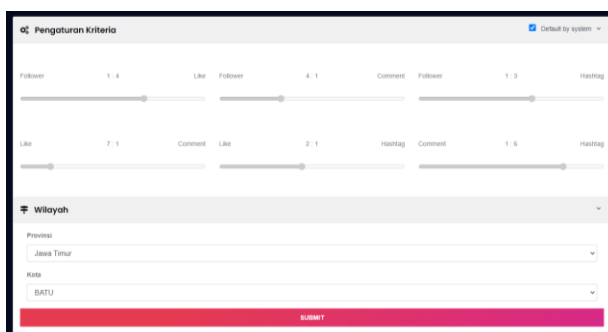 Pengaturan Kriteria
Default by system
Follower 1 : 4 Like Follower 4 : 1 Comment Follower 1 : 3 Hashtag
Like 7 : 1 Comment Like 2 : 1 Hashtag Comment 1 : 6 Hashtag
Wilayah
Provinsi
Jawa Timur
Kota
BATU
SUBMIT